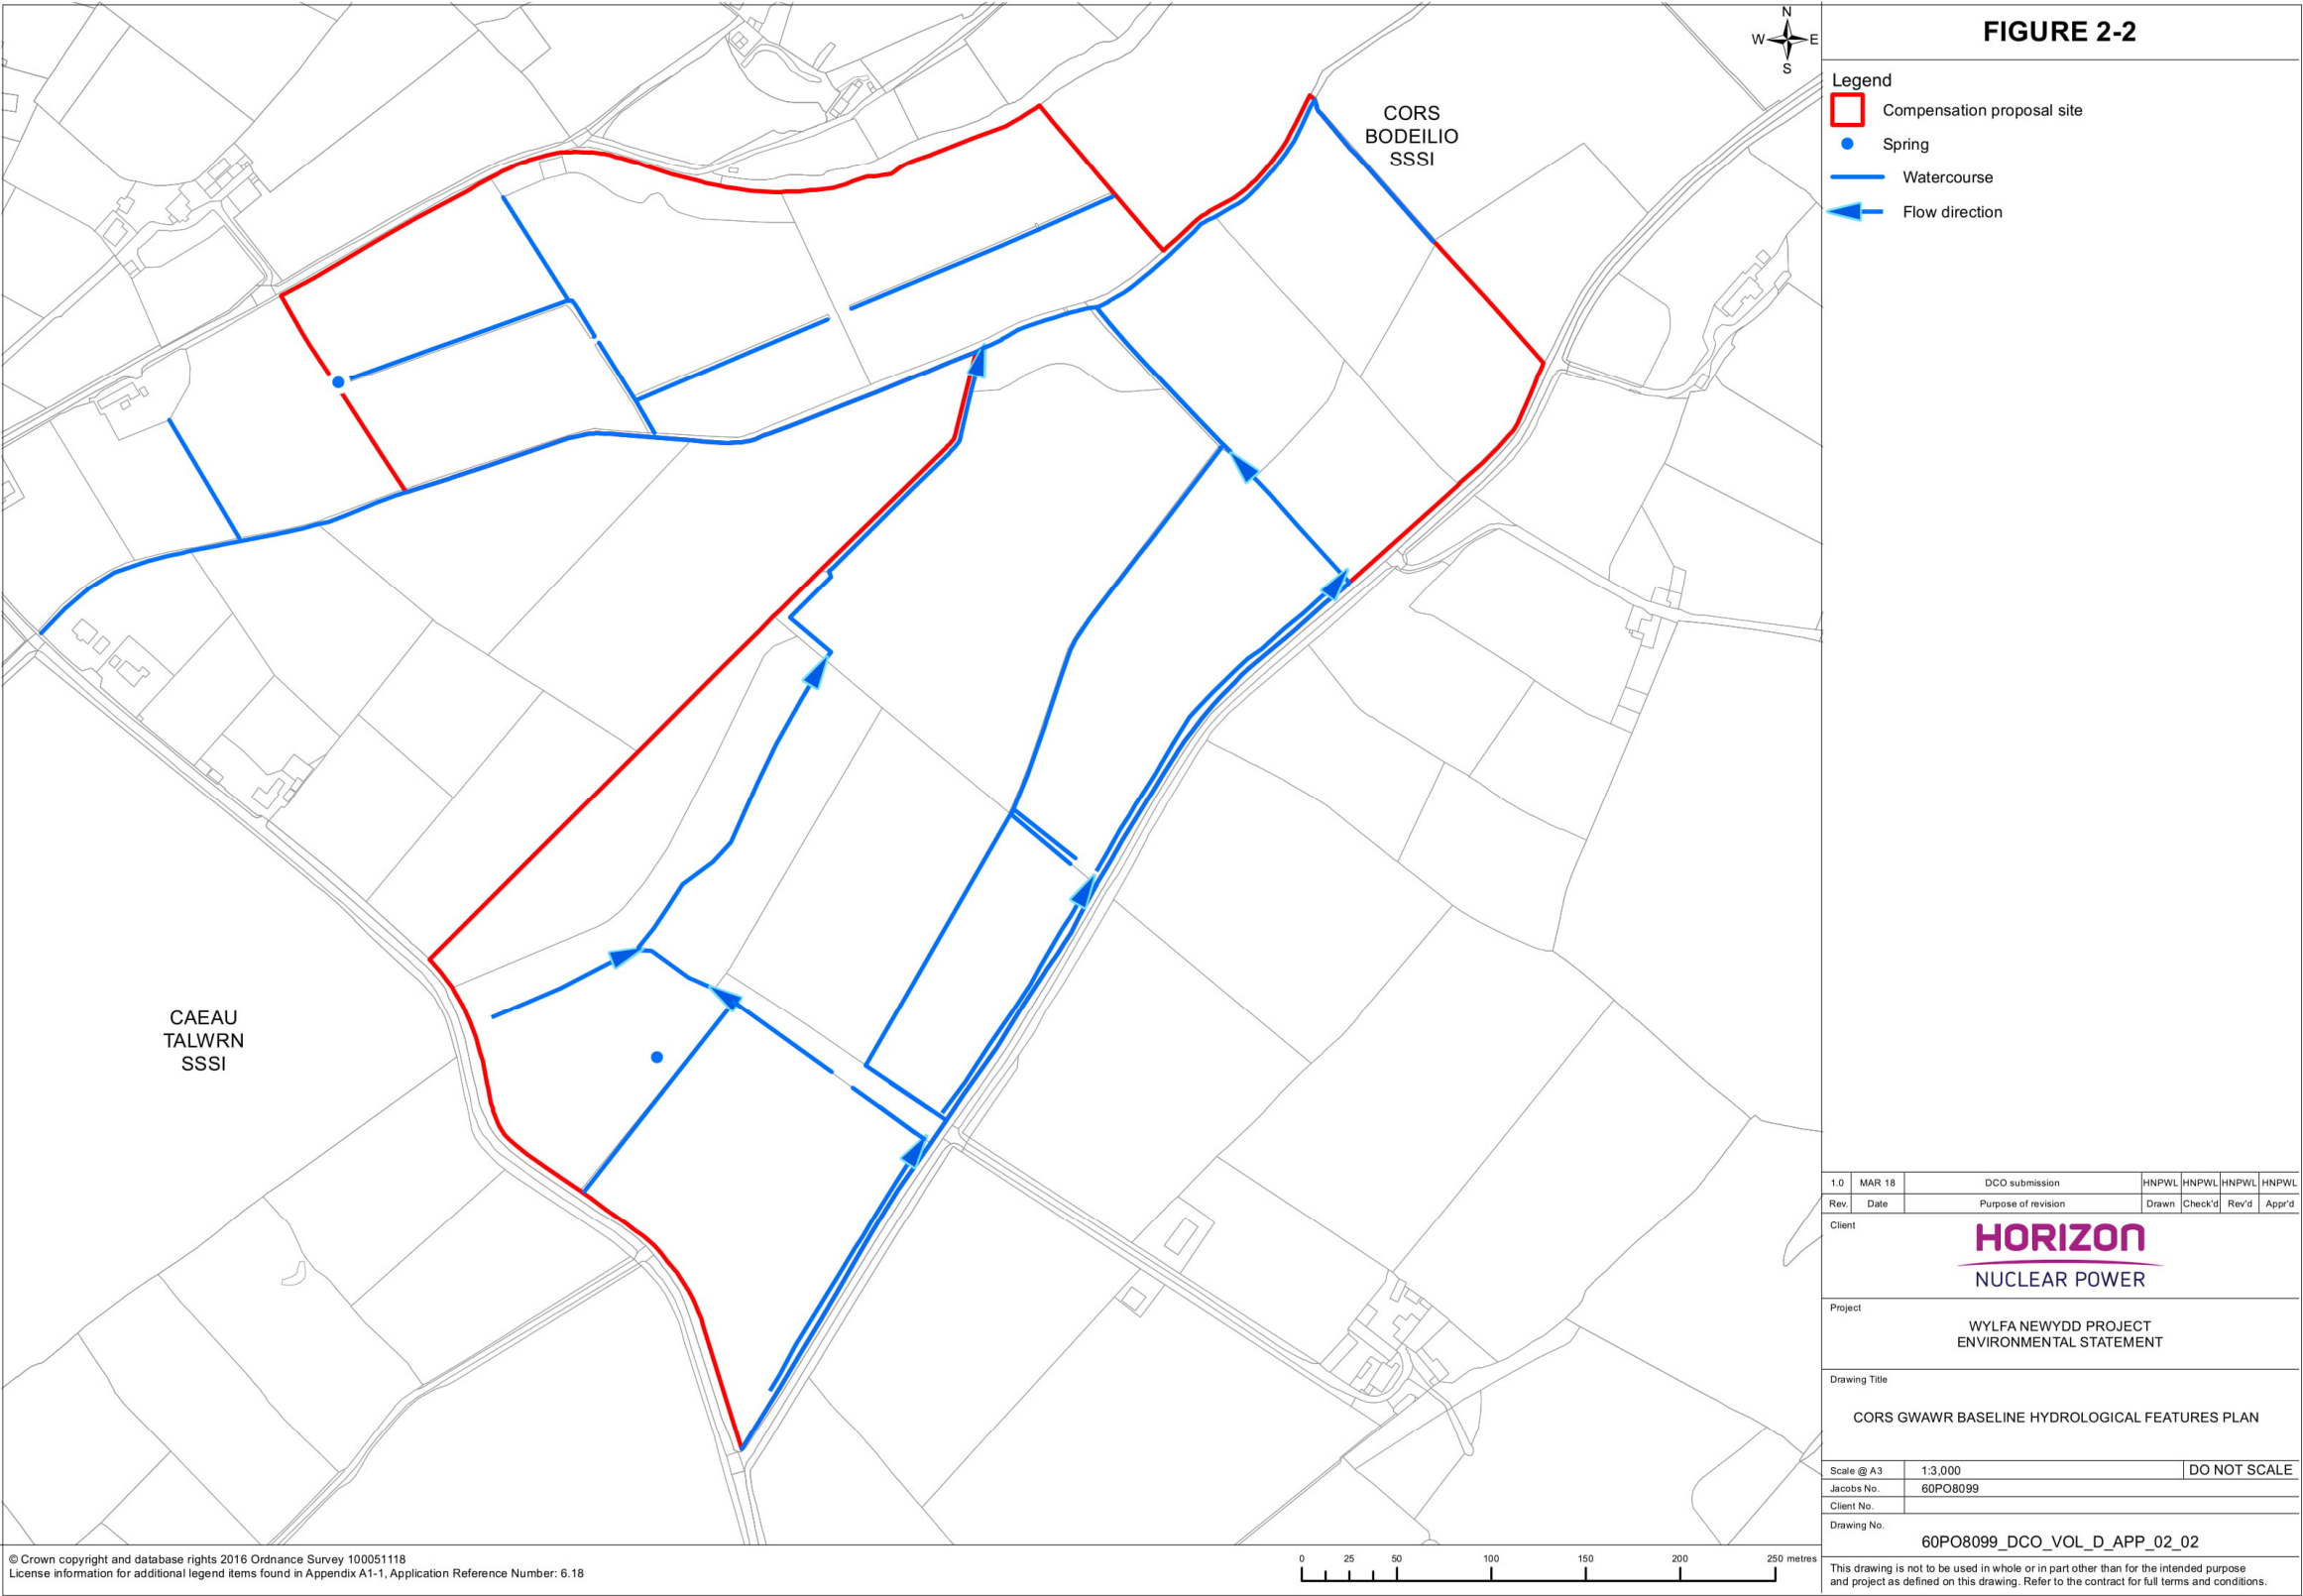 N
W E
S
CORS
BODEILIO
SSSI
CAEAU
TALWRN
SSSI
FIGURE 2-2
Legend
Compensation proposal site
Spring
Watercourse
Flow direction
1.0 MAR 18 DCO submission HNPWL HNPWL HNPWL HNPWL
Rev. Date Purpose of revision Drawn Check'd Rev'd Appr'd
Client
HORIZON
NUCLEAR POWER
Project
WYLFA NEWYDD PROJECT
ENVIRONMENTAL STATEMENT
Drawing Title
CORS GWAWR BASELINE HYDROLOGICAL FEATURES PLAN
Scale @ A3 1:3,000 DO NOT SCALE
Jacobs No. 60PO8099
Client No.
Drawing No.
60PO8099_DCO_VOL_D_APP_02_02
This drawing is not to be used in whole or in part other than for the intended purpose
and project as defined on this drawing. Refer to the contract for full terms and conditions.
© Crown copyright and database rights 2016 Ordnance Survey 100051118
License information for additional legend items found in Appendix A1-1, Application Reference Number: 6.18
0 25 50 100 150 200 250 metres